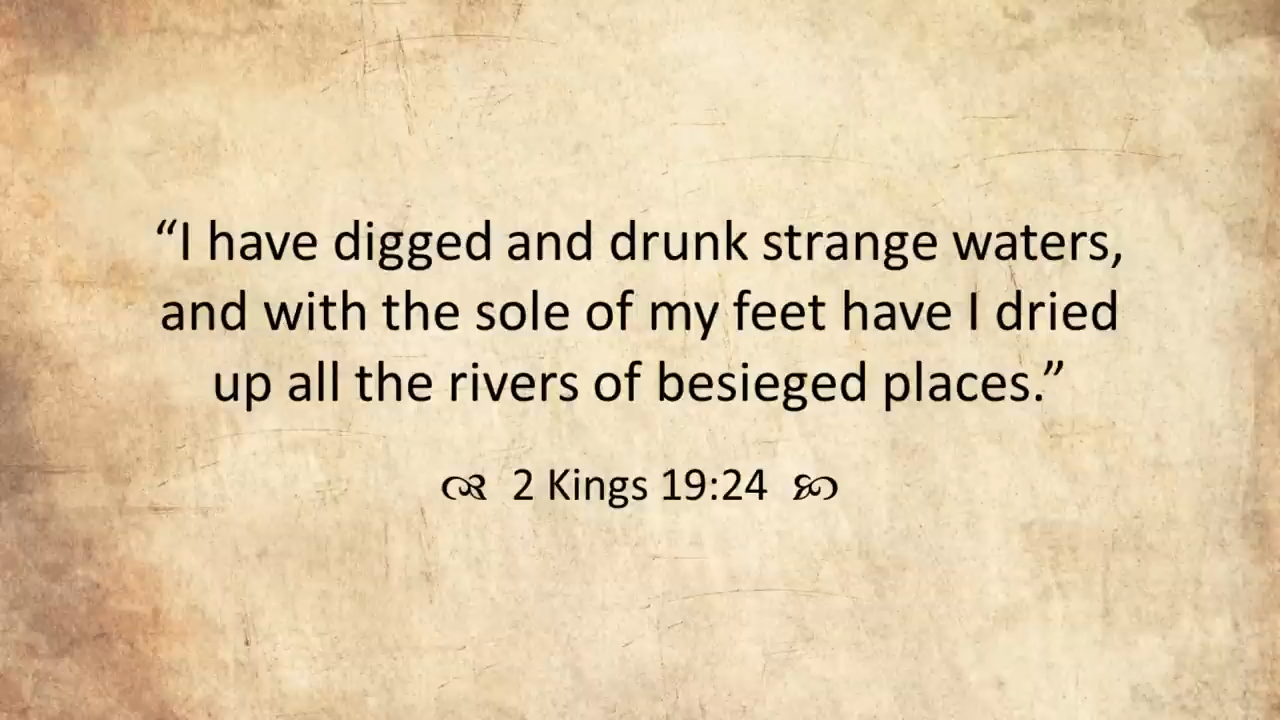 “I have digged and drunk strange waters,
and with the sole of my feet have I dried
up all the rivers of besieged places.”
2 Kings 19:24